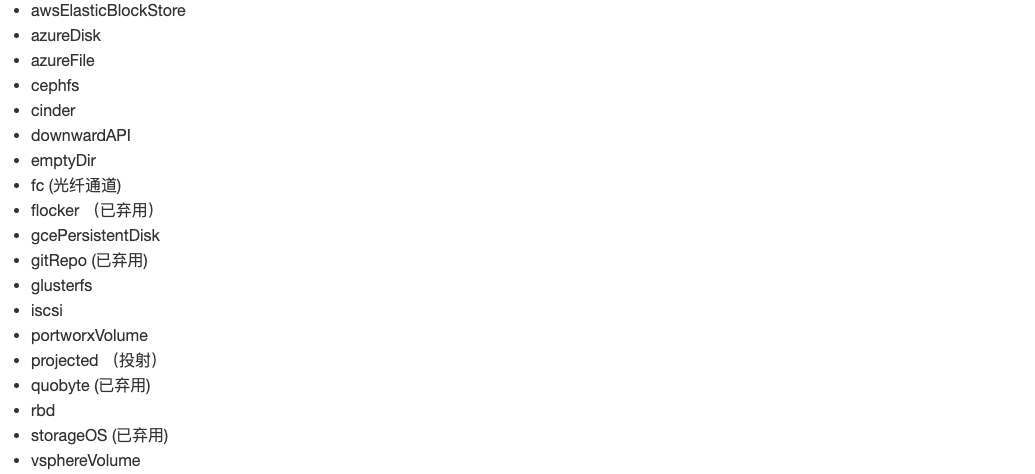 • awsElasticBlockStore
• azureDisk
• azureFile
• cephfs
• cinder
• downwardAPI
• emptyDir
• fc (光纤通道)
• flocker （已弃用）
• gcePersistentDisk
• gitRepo (已弃用)
• glusterfs
• iscsi
• portworxVolume
• projected （投射）
• quobyte (已弃用)
• rbd
• storageOS (已弃用)
• vsphereVolume